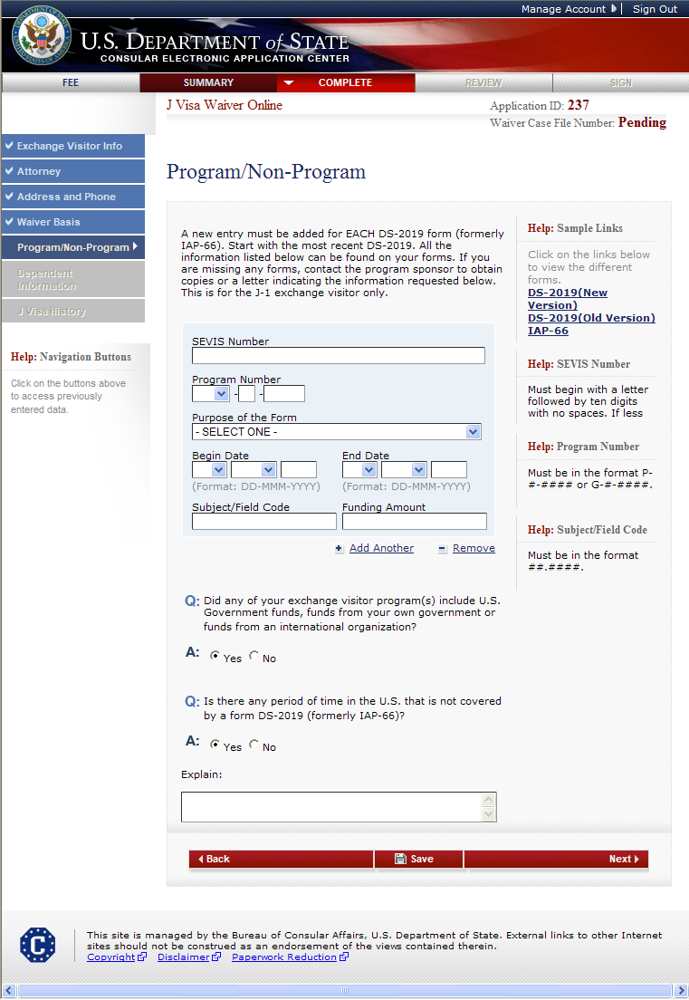 Manage Account
Sign Out
U.S. DEPARTMENT of STATE
CONSULAR ELECTRONIC APPLICATION CENTER
FEE
SUMMARY
COMPLETE
REVIEW
SIGN
J Visa Waiver Online
Application ID: 237
Waiver Case File Number: Pending
Exchange Visitor Info
Attorney
Address and Phone
Waiver Basis
Program/Non-Program
Dependent
Information
J Visa History
Help: Navigation Buttons
Click on the buttons above
to access previously
entered data.
Program/Non-Program
A new entry must be added for EACH DS-2019 form (formerly
IAP-66). Start with the most recent DS-2019. All the
information listed below can be found on your forms. If you
are missing any forms, contact the program sponsor to obtain
copies or a letter indicating the information requested below.
This is for the J-1 exchange visitor only.
SEVIS Number
Program Number
- -
Purpose of the Form
- SELECT ONE -
Begin Date
End Date
(Format: DD-MMM-YYYY)
(Format: DD-MMM-YYYY)
Subject/Field Code
Funding Amount
Add Another
Remove
Q: Did any of your exchange visitor program(s) include U.S.
Government funds, funds from your own government or
funds from an international organization?
A: Yes No
Q: Is there any period of time in the U.S. that is not covered
by a form DS-2019 (formerly IAP-66)?
A: Yes No
Explain:
Back
Save
Next
Help: Sample Links
Click on the links below
to view the different
forms.
DS-2019(New
Version)
DS-2019(Old Version)
IAP-66
Help: SEVIS Number
Must begin with a letter
followed by ten digits
with no spaces. If less
Help: Program Number
Must be in the format P-
#-#### or G-#-####.
Help: Subject/Field Code
Must be in the format
##.####.
C
This site is managed by the Bureau of Consular Affairs, U.S. Department of State. External links to other Internet
sites should not be construed as an endorsement of the views contained therein.
Copyright Disclaimer Paperwork Reduction